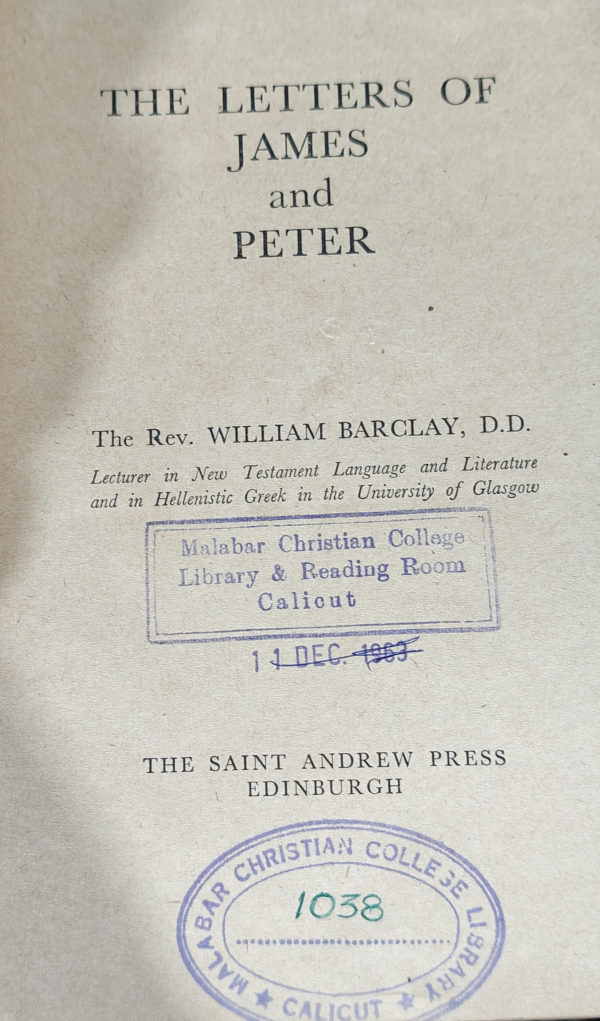 THE LETTERS OF
JAMES
and
PETER
The Rev. WILLIAM BARCLAY, D.D.
Lecturer in New Testament Language and Literature
and in Hellenistic Greek in the University of Glasgow
Malabar Christian College
Library & Reading Room
Calicut
11 DEC. 1963
THE SAINT ANDREW PRESS
EDINBURGH
MALABAR CHRISTIAN COLLEGE LIBRARY
1038
CALICUT